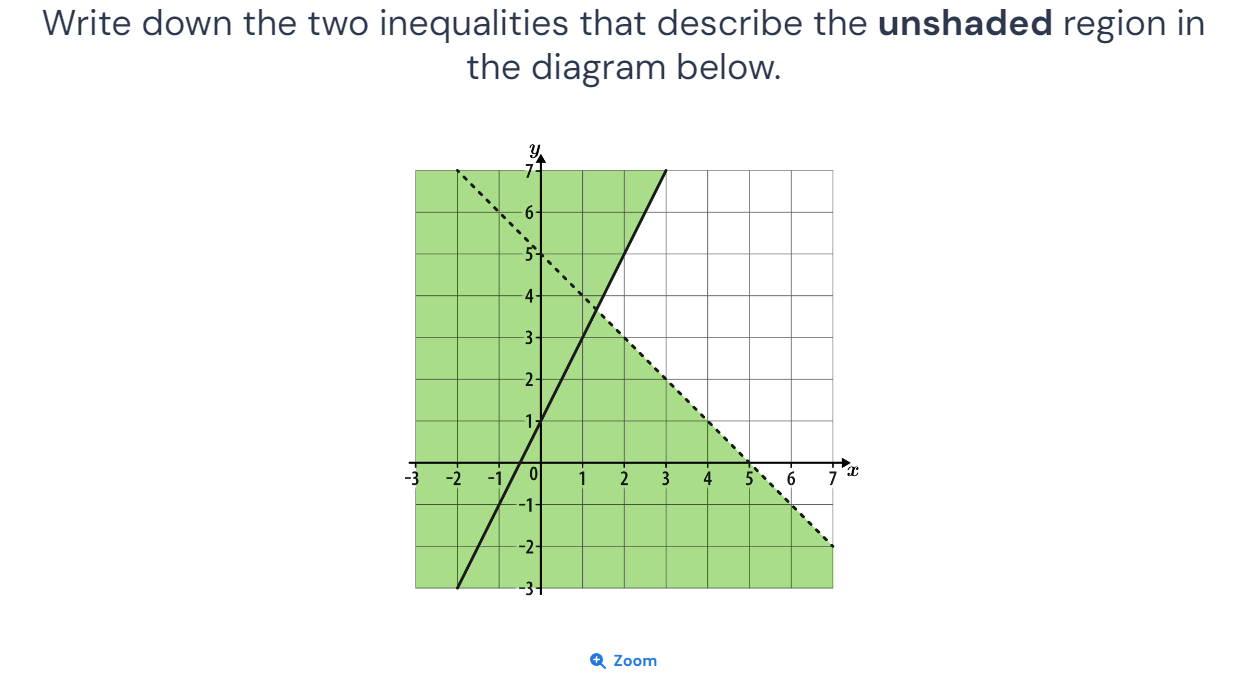 Write down the two inequalities that describe the unshaded region in
the diagram below.
y
7
6
5
4
3
2
1
-3 -2 -1 0 1 2 3 4 5 6 7 x
-1
-2
-3
Zoom